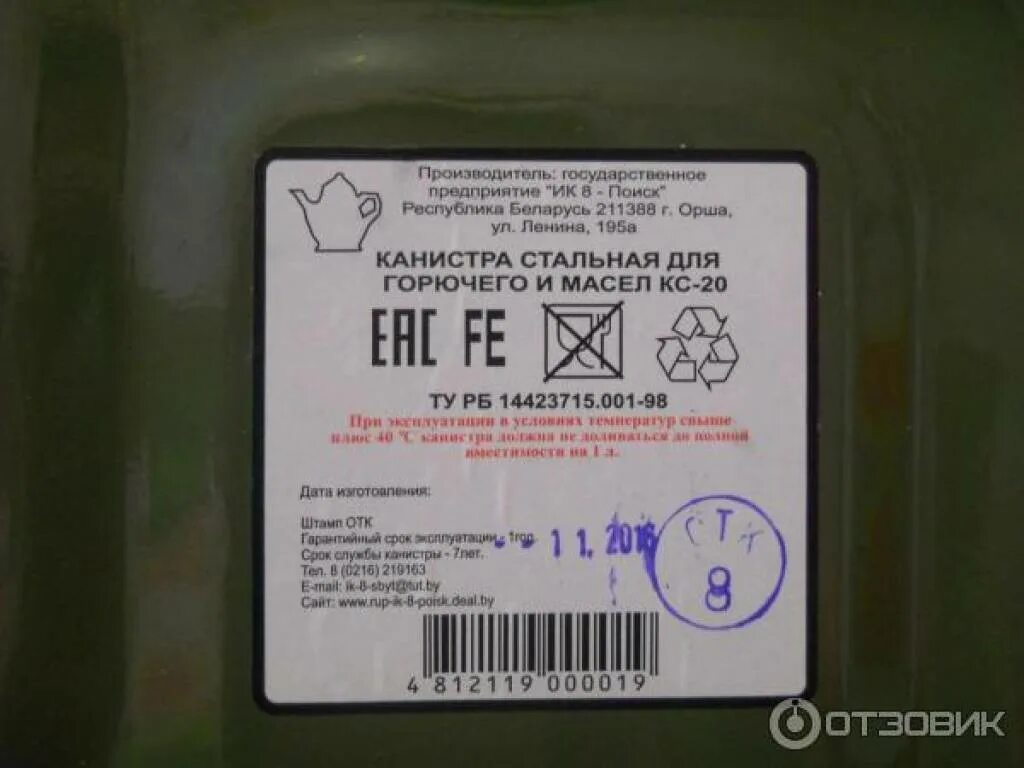 Производитель: государственное
предприятие "ИК 8 - Поиск"
Республика Беларусь 211388 г. Орша,
ул. Ленина, 195а
КАНИСТРА СТАЛЬНАЯ ДЛЯ
ГОРЮЧЕГО И МАСЕЛ КС-20
EAC FE
ТУ РБ 14423715.001-98
При эксплуатации в условиях температур свыше
плюс 40 °С канистра должна не доливаться до полной
вместимости на 1 л.
Дата изготовления:
Штамп ОТК
Гарантийный срок эксплуатации - 1год.
Срок службы канистры - 7лет.
Тел. 8 (0216) 219163
E-mail: ik-8-sbyt@tut.by
Сайт: www.rup-ik-8-poisk.deal.by
- - 11. 2016
8
4 812119 000019
ОТЗОВИК